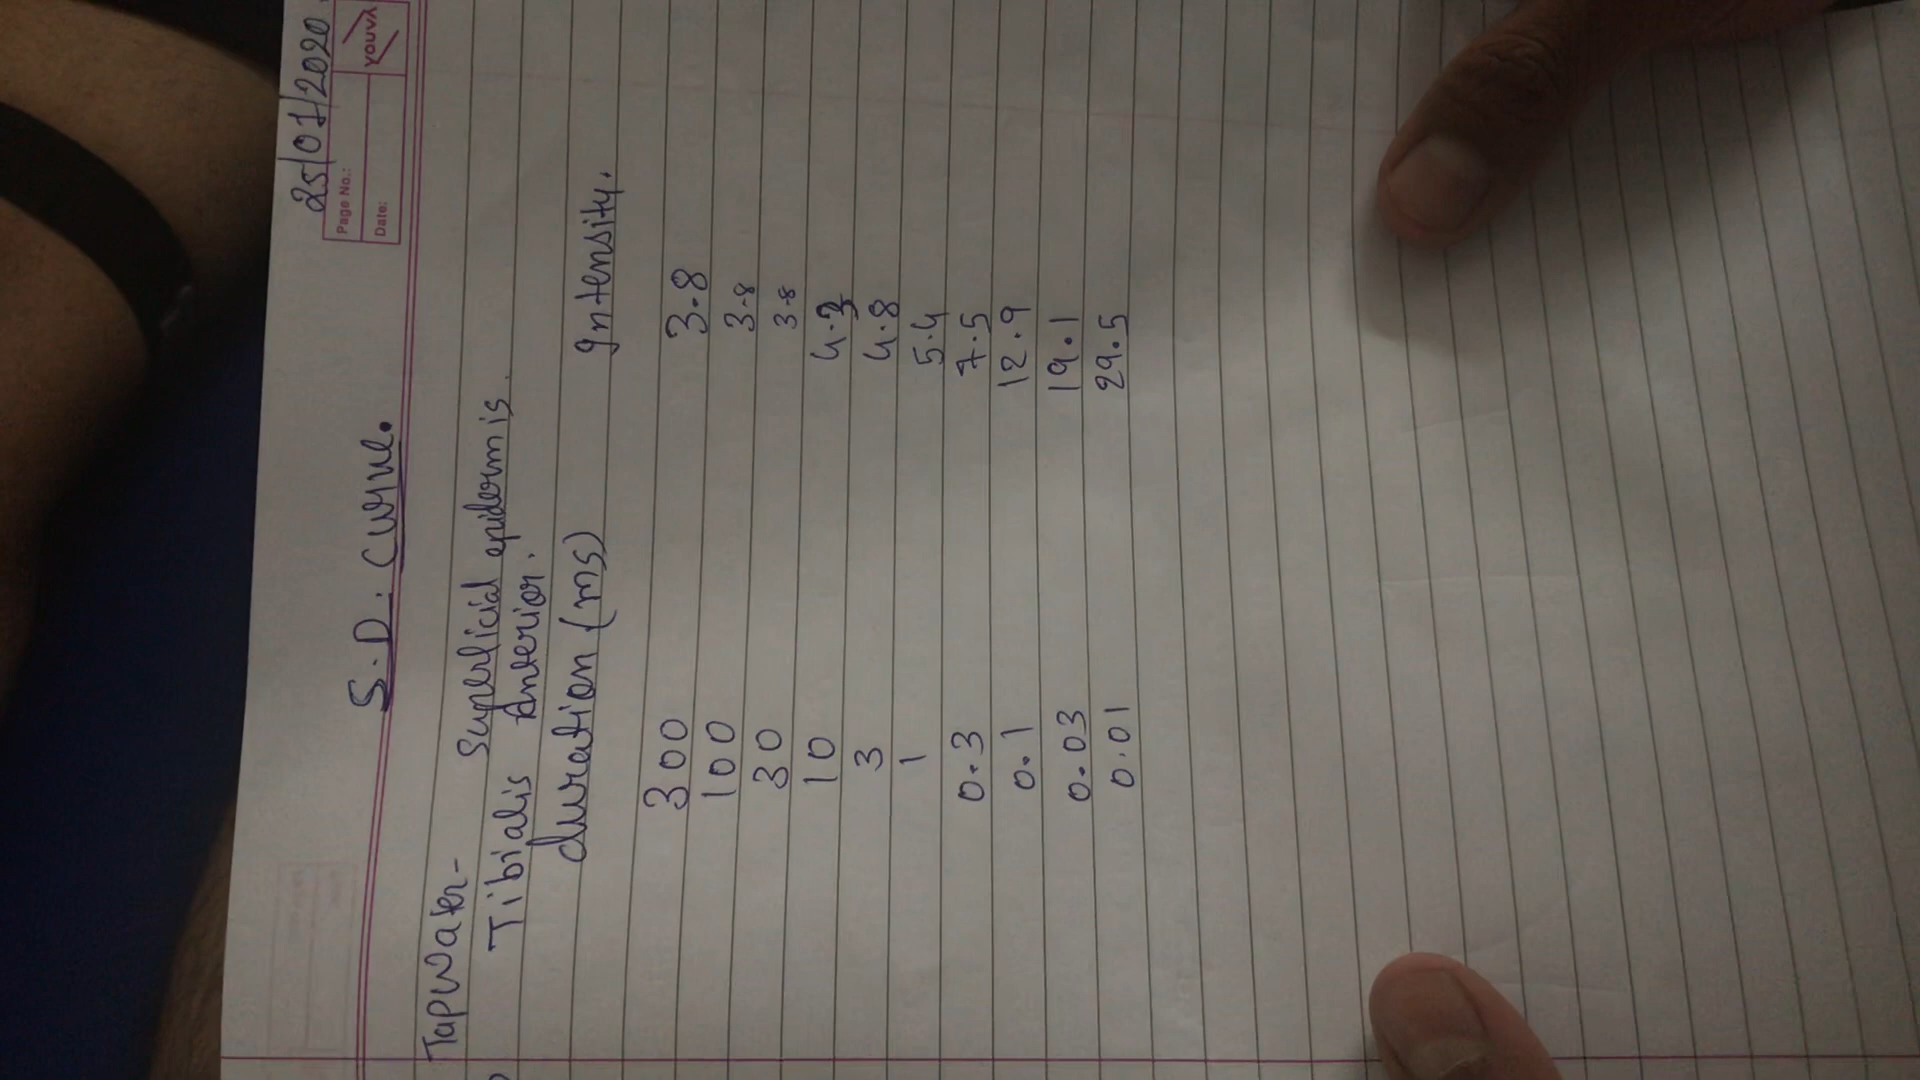 25/01/2020
Page No.:
Date:
YOUVA
S.D. Curve.
Tapwater-
Superficial epidermis.
Tibialis Anterior.
duration (ms) Intensity.
300 3.8
100 3.8
30 3.8
10 4.3
3 4.8
1 5.4
0.3 7.5
0.1 12.9
0.03 19.1
0.01 29.5